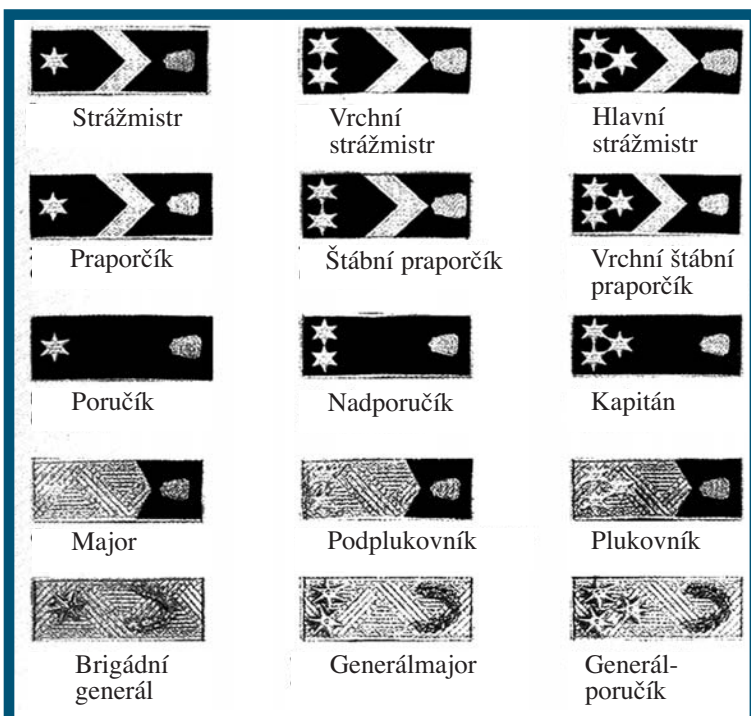 Strážmistr
Vrchní
strážmistr
Hlavní
strážmistr
Praporčík
Štábní praporčík
Vrchní štábní
praporčík
Poručík
Nadporučík
Kapitán
Major
Podplukovník
Plukovník
Brigádní
generál
Generálmajor
Generál-
poručík